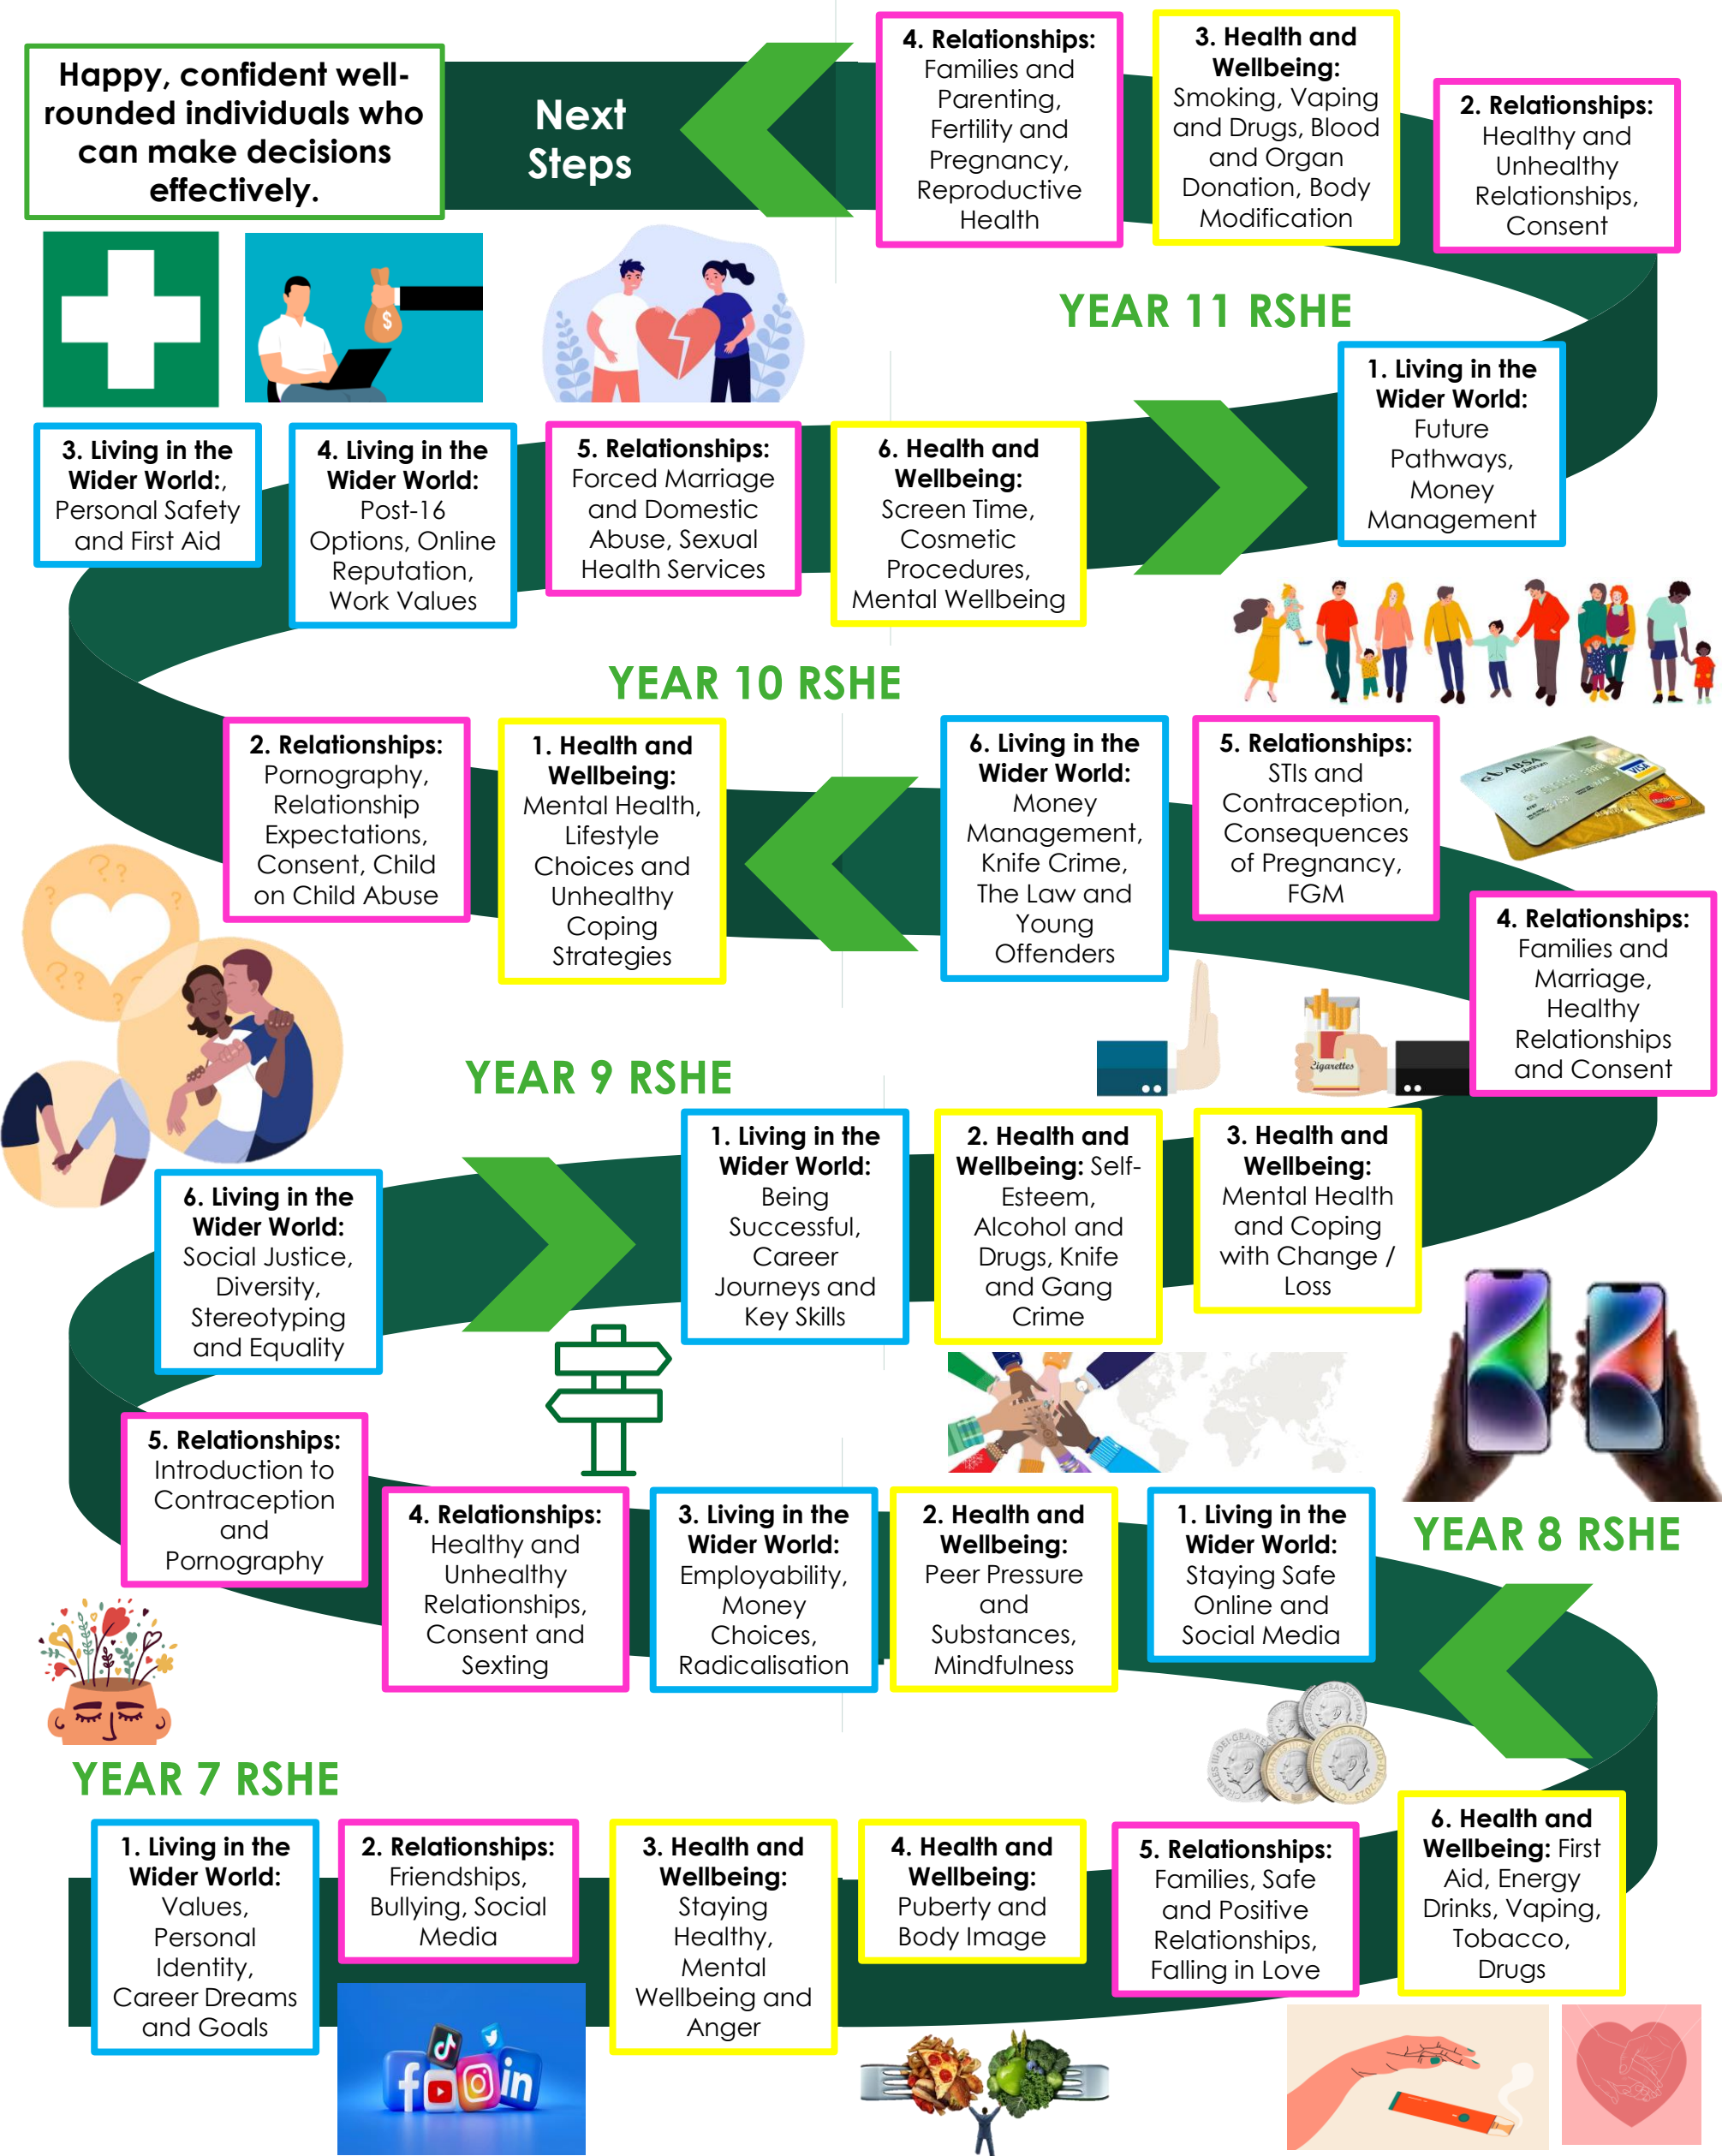 Happy, confident well-
rounded individuals who
can make decisions
effectively.
Next
Steps
4. Relationships:
Families and
Parenting,
Fertility and
Pregnancy,
Reproductive
Health
3. Health and
Wellbeing:
Smoking, Vaping
and Drugs, Blood
and Organ
Donation, Body
Modification
2. Relationships:
Healthy and
Unhealthy
Relationships,
Consent
$
YEAR 11 RSHE
1. Living in the
Wider World:
Future
Pathways,
Money
Management
3. Living in the
Wider World:,
Personal Safety
and First Aid
4. Living in the
Wider World:
Post-16
Options, Online
Reputation,
Work Values
5. Relationships:
Forced Marriage
and Domestic
Abuse, Sexual
Health Services
6. Health and
Wellbeing:
Screen Time,
Cosmetic
Procedures,
Mental Wellbeing
YEAR 10 RSHE
2. Relationships:
Pornography,
Relationship
Expectations,
Consent, Child
on Child Abuse
1. Health and
Wellbeing:
Mental Health,
Lifestyle
Choices and
Unhealthy
Coping
Strategies
6. Living in the
Wider World:
Money
Management,
Knife Crime,
The Law and
Young
Offenders
5. Relationships:
STIs and
Contraception,
Consequences
of Pregnancy,
FGM
ABSA
platinum
VISA
MasterCard
4. Relationships:
Families and
Marriage,
Healthy
Relationships
and Consent
Cigarettes
YEAR 9 RSHE
1. Living in the
Wider World:
Being
Successful,
Career
Journeys and
Key Skills
2. Health and
Wellbeing: Self-
Esteem,
Alcohol and
Drugs, Knife
and Gang
Crime
3. Health and
Wellbeing:
Mental Health
and Coping
with Change /
Loss
6. Living in the
Wider World:
Social Justice,
Diversity,
Stereotyping
and Equality
5. Relationships:
Introduction to
Contraception
and
Pornography
4. Relationships:
Healthy and
Unhealthy
Relationships,
Consent and
Sexting
3. Living in the
Wider World:
Employability,
Money
Choices,
Radicalisation
2. Health and
Wellbeing:
Peer Pressure
and
Substances,
Mindfulness
1. Living in the
Wider World:
Staying Safe
Online and
Social Media
YEAR 8 RSHE
YEAR 7 RSHE
1. Living in the
Wider World:
Values,
Personal
Identity,
Career Dreams
and Goals
2. Relationships:
Friendships,
Bullying, Social
Media
3. Health and
Wellbeing:
Staying
Healthy,
Mental
Wellbeing and
Anger
4. Health and
Wellbeing:
Puberty and
Body Image
5. Relationships:
Families, Safe
and Positive
Relationships,
Falling in Love
6. Health and
Wellbeing: First
Aid, Energy
Drinks, Vaping,
Tobacco,
Drugs
f
in